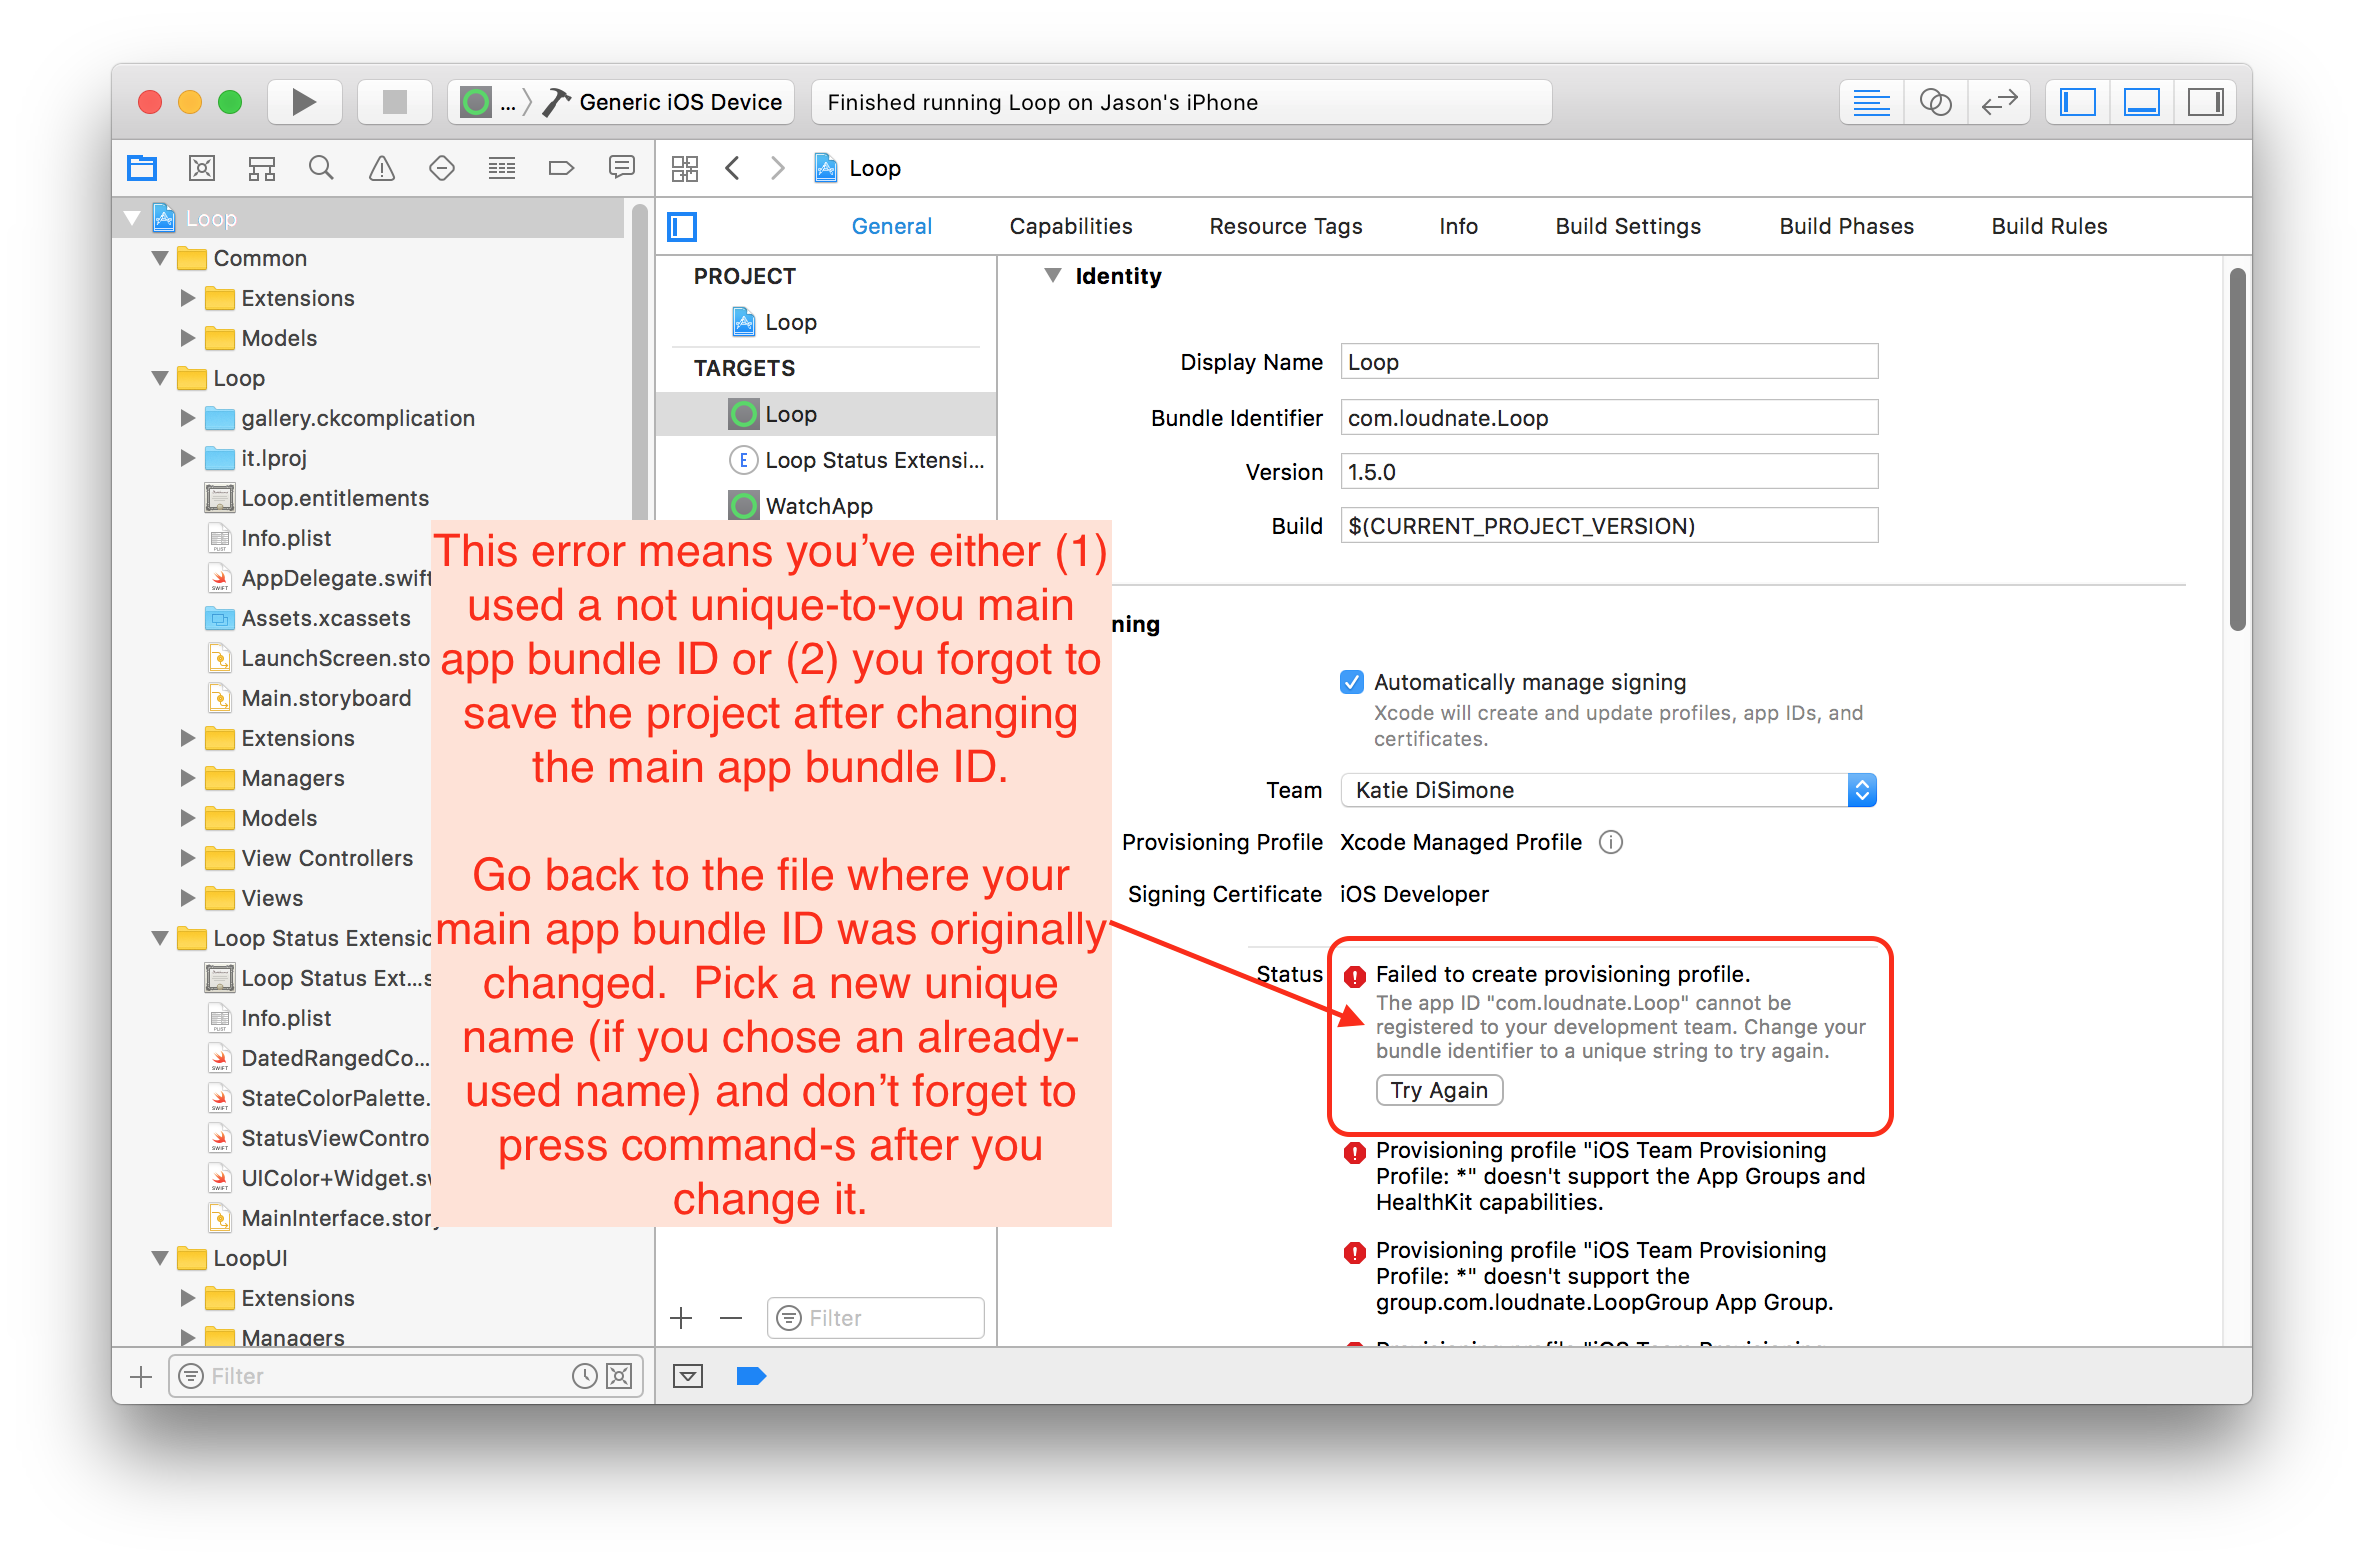 ... Generic iOS Device
Finished running Loop on Jason's iPhone
Loop
Loop
Common
Extensions
Models
Loop
gallery.ckcomplication
it.lproj
Loop.entitlements
Info.plist
AppDelegate.swift
Assets.xcassets
LaunchScreen.sto
Main.storyboard
Extensions
Managers
Models
View Controllers
Views
Loop Status Extensio
Loop Status Ext...s
Info.plist
DatedRangedCo...
StateColorPalette.
StatusViewContro
UIColor+Widget.sw
MainInterface.story
LoopUI
Extensions
Managers
Filter
General Capabilities Resource Tags Info Build Settings Build Phases Build Rules
PROJECT
Loop
TARGETS
Loop
E Loop Status Extensi...
WatchApp
Filter
This error means you’ve either (1)
used a not unique-to-you main
app bundle ID or (2) you forgot to
save the project after changing
the main app bundle ID.
Go back to the file where your
main app bundle ID was originally
changed. Pick a new unique
name (if you chose an already-
used name) and don’t forget to
press command-s after you
change it.
Identity
Display Name Loop
Bundle Identifier com.loudnate.Loop
Version 1.5.0
Build $(CURRENT_PROJECT_VERSION)
ning
Automatically manage signing
Xcode will create and update profiles, app IDs, and
certificates.
Team Katie DiSimone
Provisioning Profile Xcode Managed Profile
Signing Certificate iOS Developer
Status Failed to create provisioning profile.
The app ID "com.loudnate.Loop" cannot be
registered to your development team. Change your
bundle identifier to a unique string to try again.
Try Again
Provisioning profile "iOS Team Provisioning
Profile: *" doesn't support the App Groups and
HealthKit capabilities.
Provisioning profile "iOS Team Provisioning
Profile: *" doesn't support the
group.com.loudnate.LoopGroup App Group.